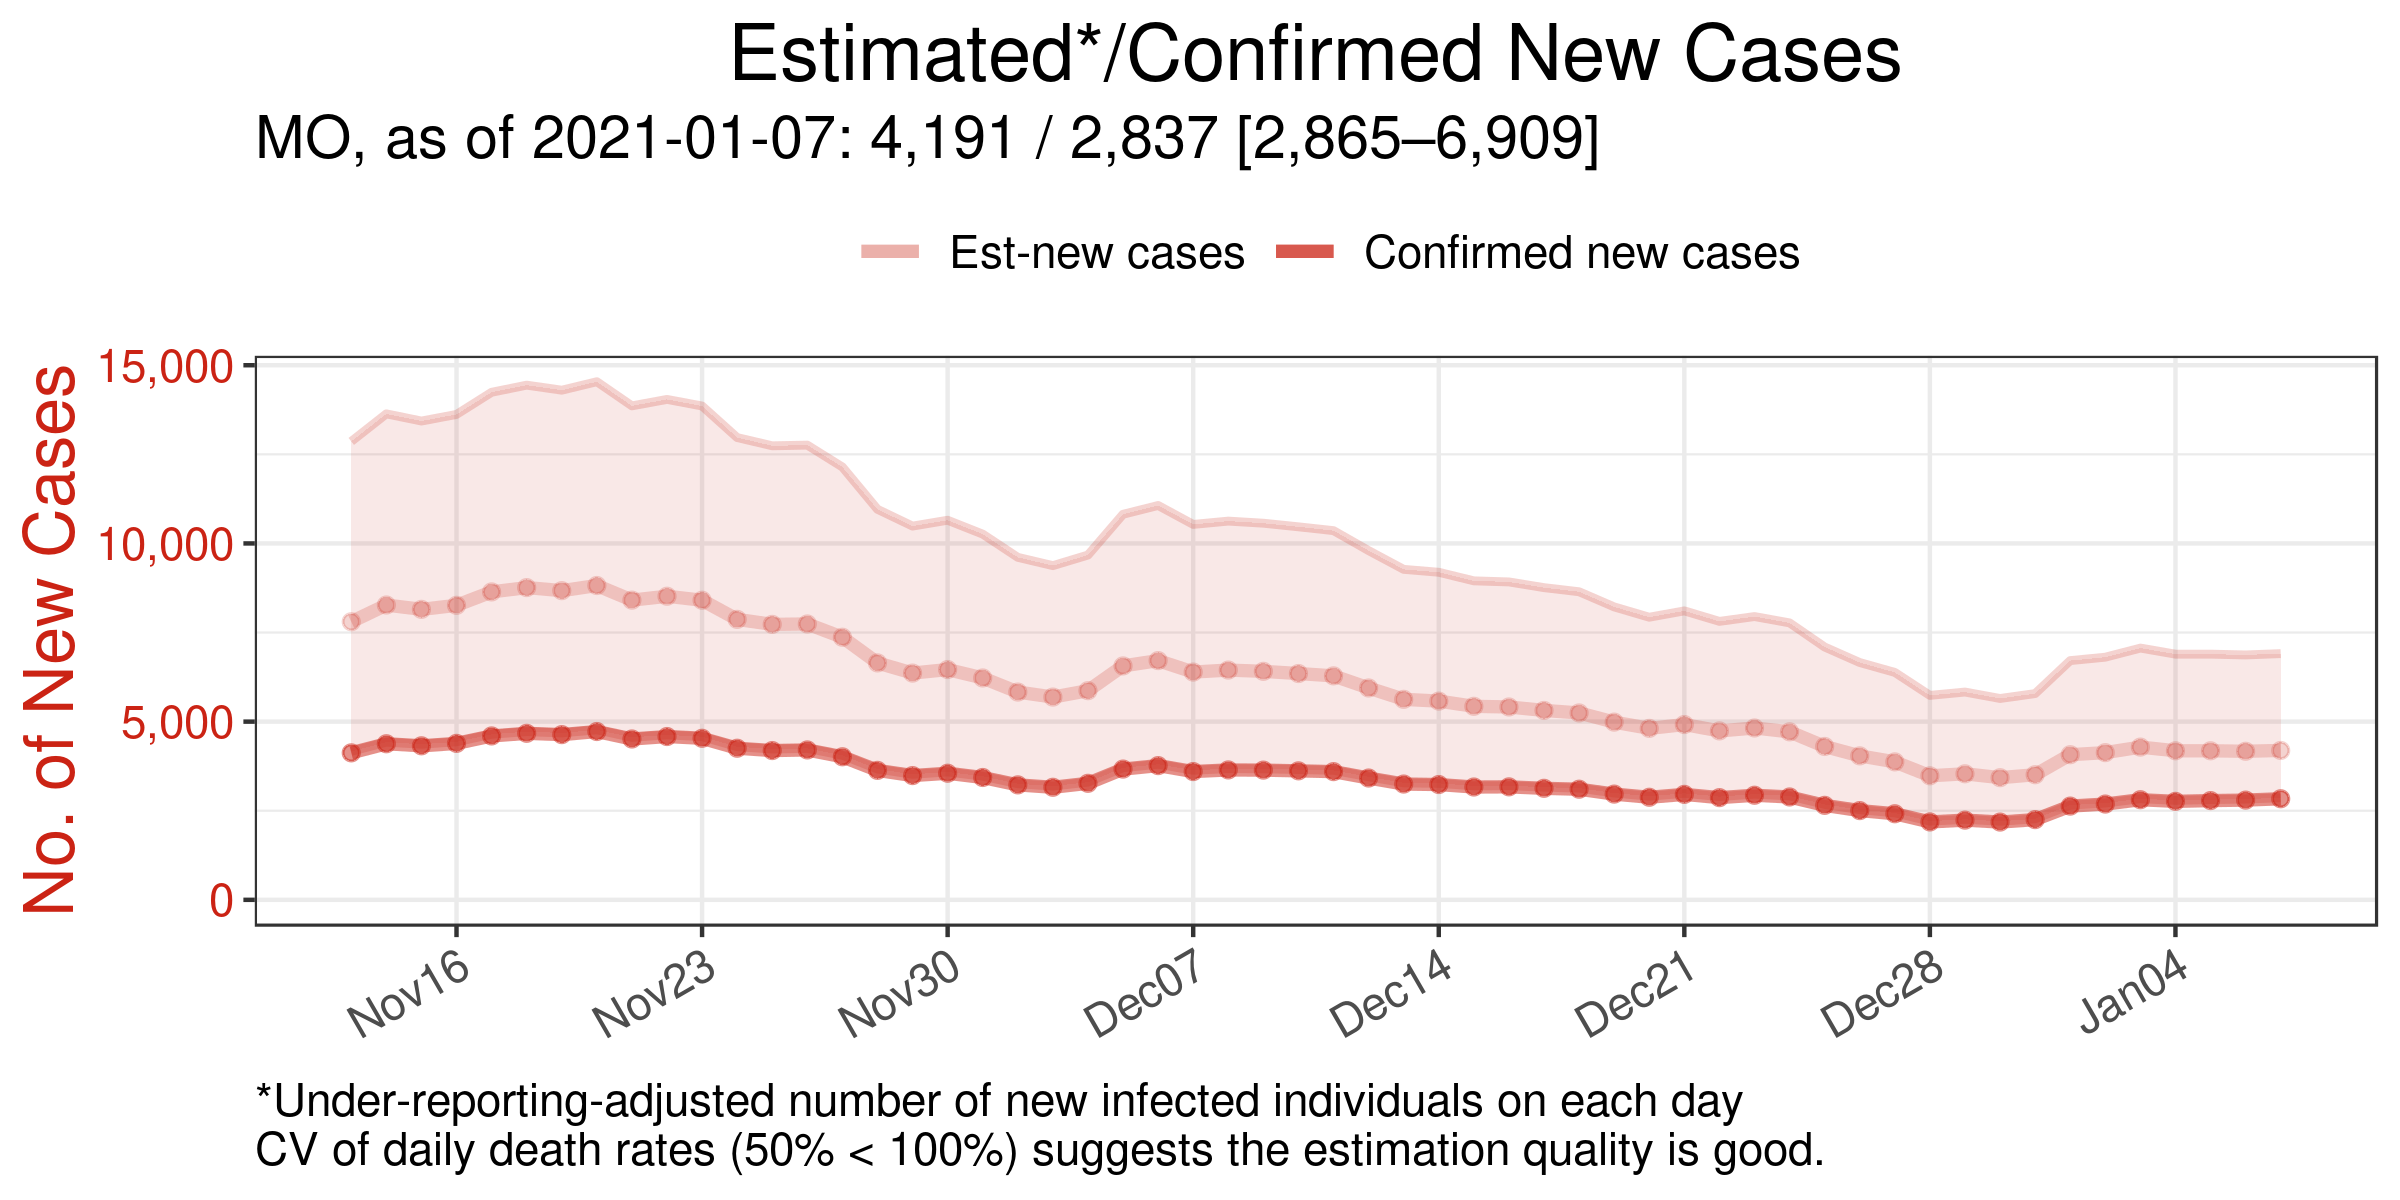 Estimated*/Confirmed New Cases
MO, as of 2021-01-07: 4,191 / 2,837 [2,865–6,909]
Est-new cases
Confirmed new cases
No. of New Cases
15,000
10,000
5,000
0
Nov16
Nov23
Nov30
Dec07
Dec14
Dec21
Dec28
Jan04
*Under-reporting-adjusted number of new infected individuals on each day
CV of daily death rates (50% < 100%) suggests the estimation quality is good.